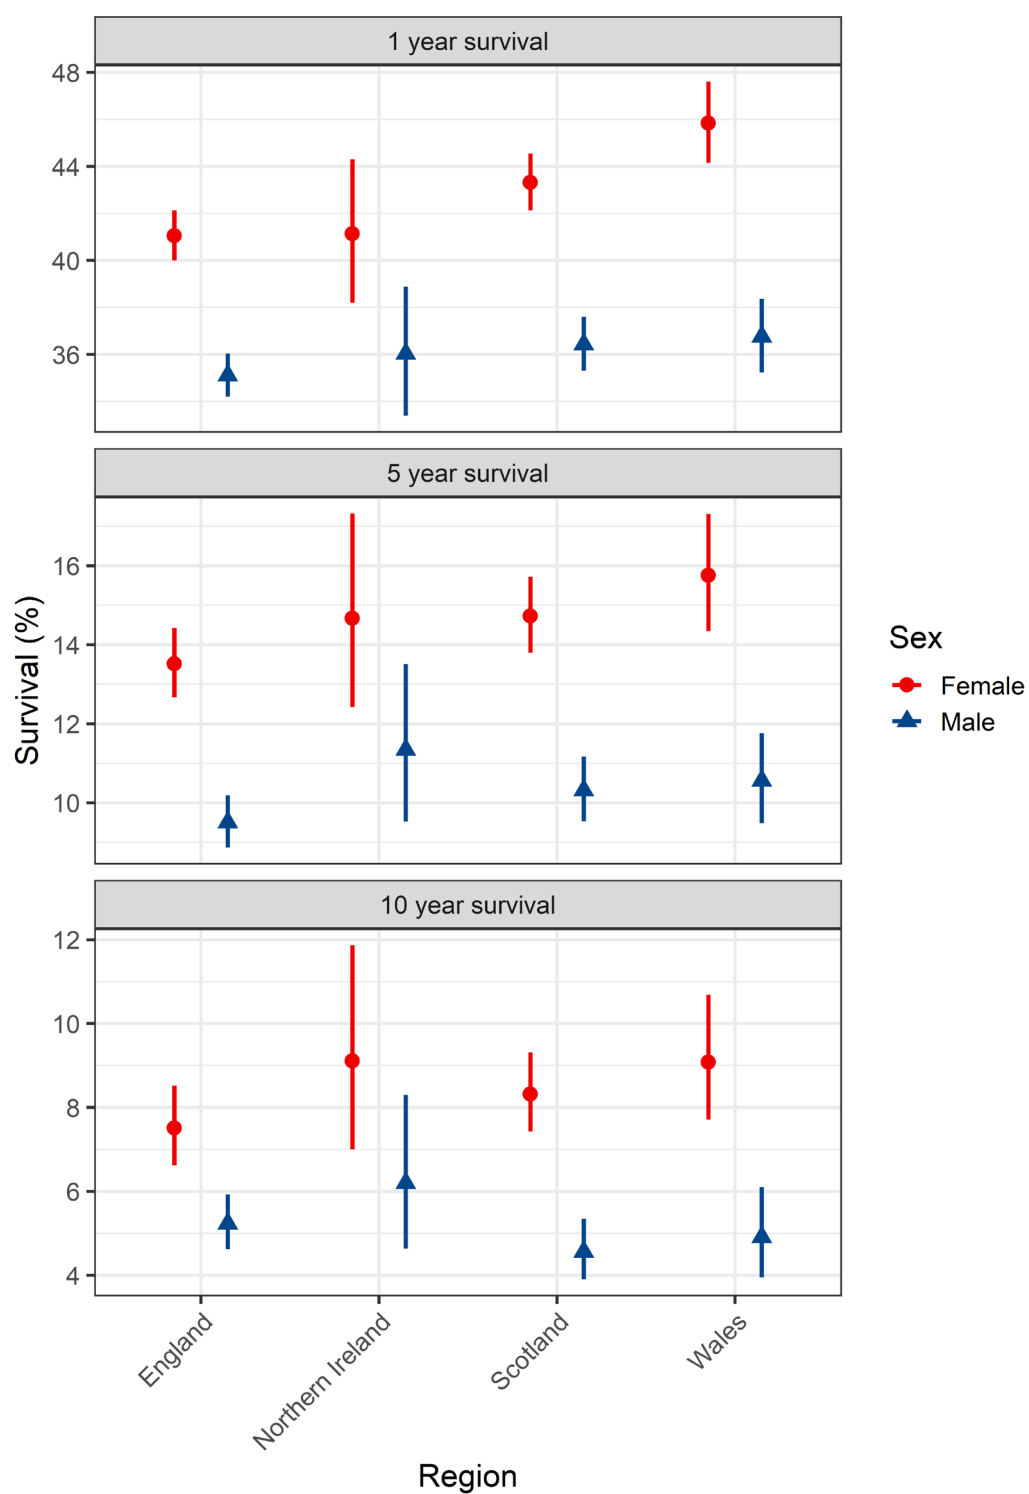 1 year survival
48
44
40
36
5 year survival
16
14
12
10
10 year survival
12
10
8
6
4
Survival (%)
England
Northern Ireland
Scotland
Wales
Region
Sex
Female
Male